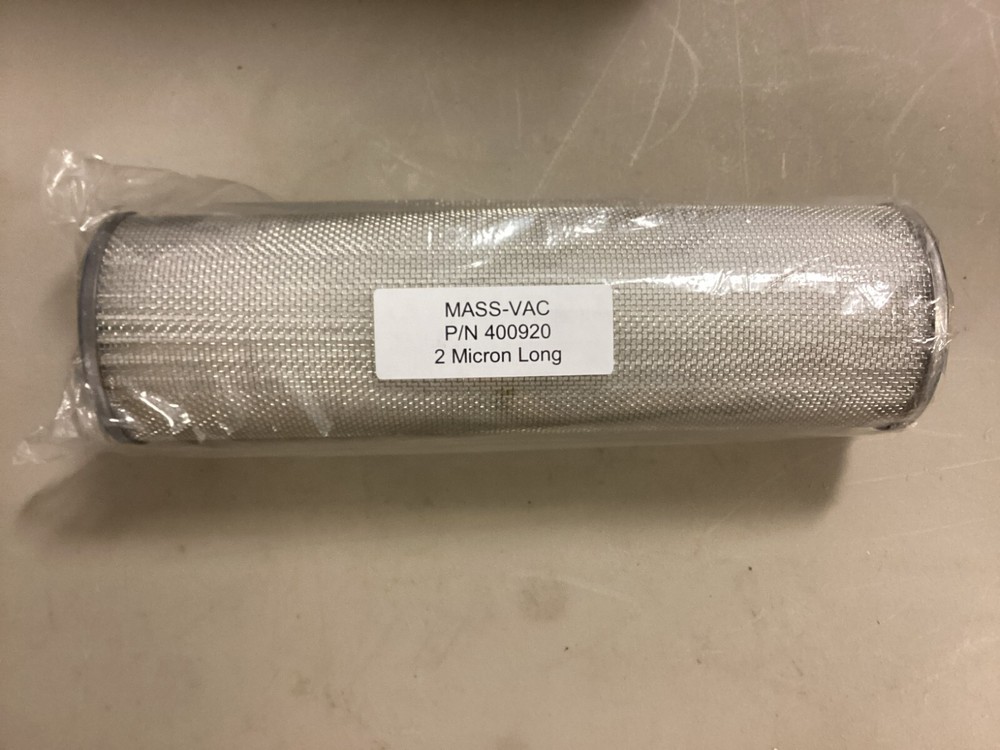 MASS-VAC
P/N 400920
2 Micron Long